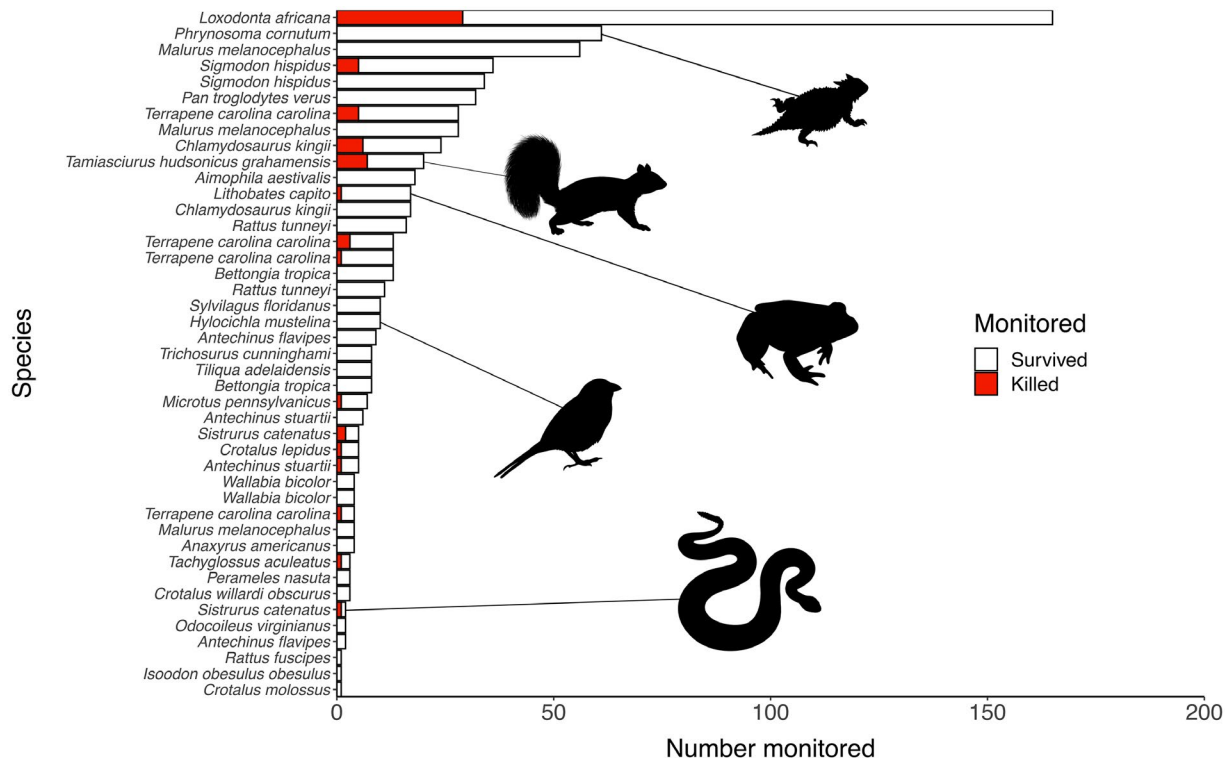 Loxodonta africana
Phrynosoma cornutum
Malurus melanocephalus
Sigmodon hispidus
Sigmodon hispidus
Pan troglodytes verus
Terrapene carolina carolina
Malurus melanocephalus
Chlamydosaurus kingii
Tamiasciurus hudsonicus grahamensis
Aimophila aestivalis
Lithobates capito
Chlamydosaurus kingii
Rattus tunneyi
Terrapene carolina carolina
Terrapene carolina carolina
Bettongia tropica
Rattus tunneyi
Sylvilagus floridanus
Hylocichla mustelina
Antechinus flavipes
Trichosurus cunninghami
Tiliqua adelaidensis
Bettongia tropica
Microtus pennsylvanicus
Antechinus stuartii
Sistrurus catenatus
Crotalus lepidus
Antechinus stuartii
Wallabia bicolor
Wallabia bicolor
Terrapene carolina carolina
Malurus melanocephalus
Anaxyrus americanus
Tachyglossus aculeatus
Perameles nasuta
Crotalus willardi obscurus
Sistrurus catenatus
Odocoileus virginianus
Antechinus flavipes
Rattus fuscipes
Isoodon obesulus obesulus
Crotalus molossus
Species
0 50 100 150 200
Number monitored
Monitored
Survived
Killed